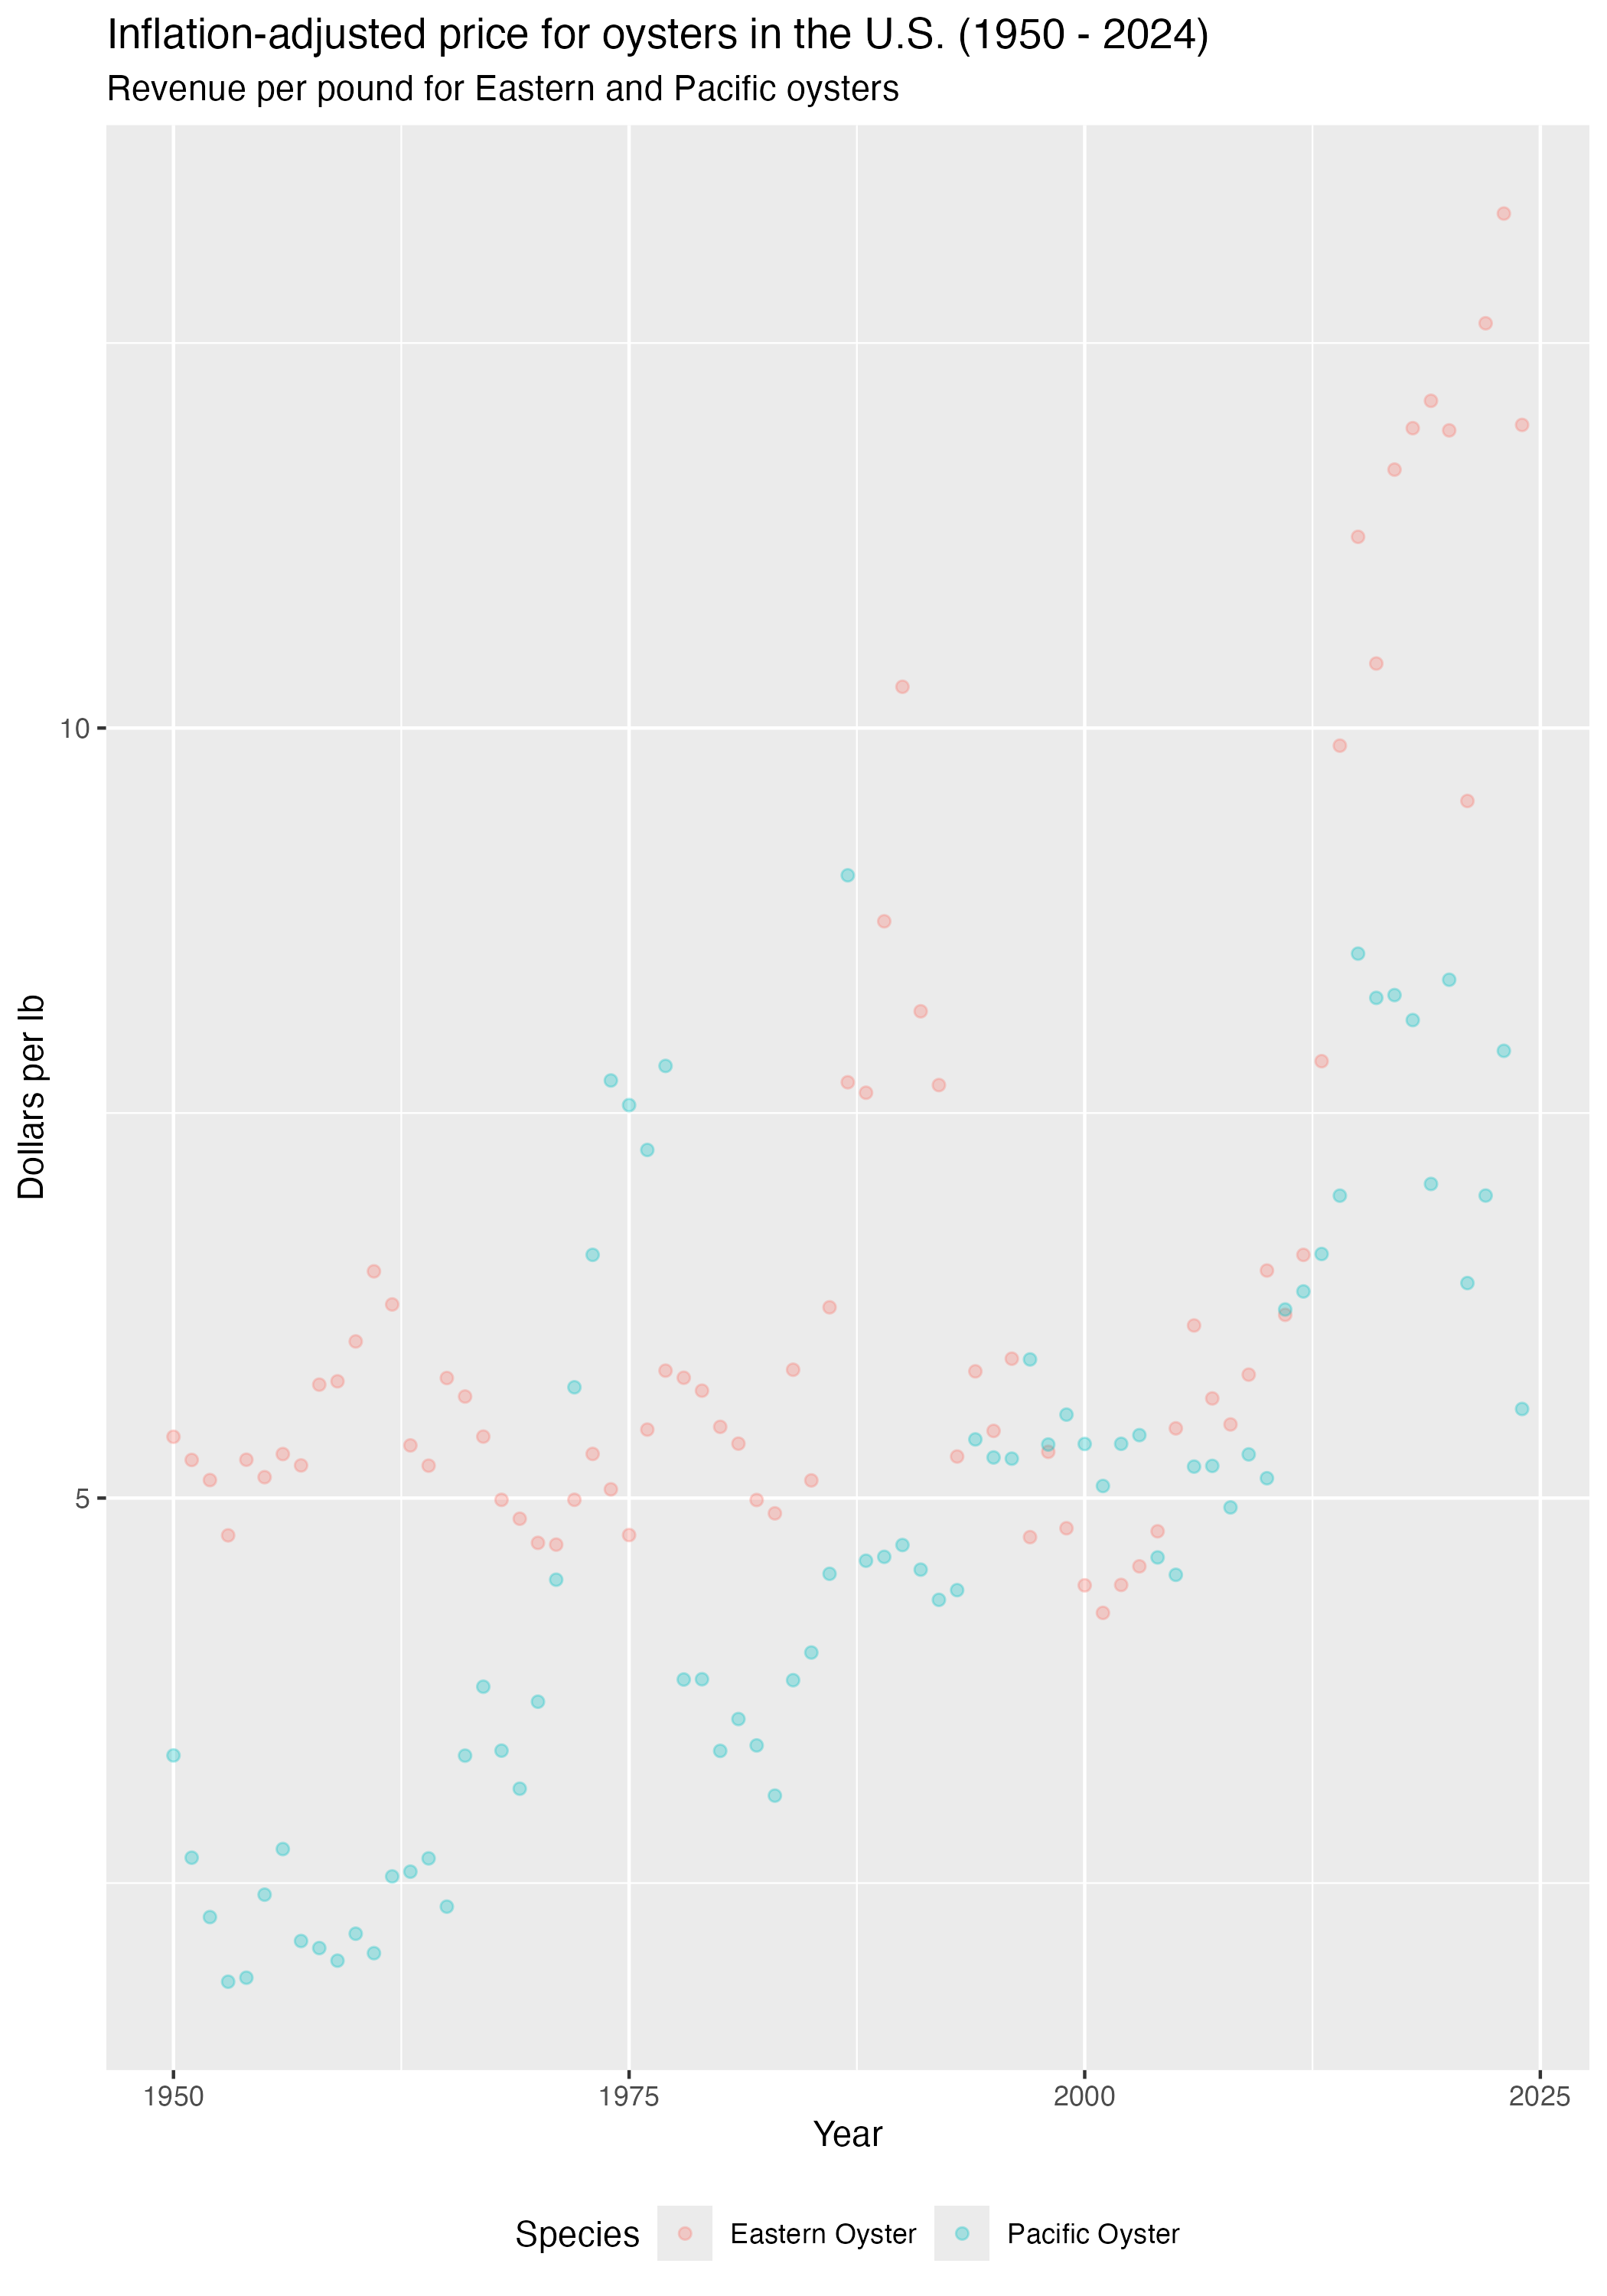 Inflation-adjusted price for oysters in the U.S. (1950 - 2024)
Revenue per pound for Eastern and Pacific oysters
Dollars per lb
10
5
1950
1975
2000
2025
Year
Species
Eastern Oyster
Pacific Oyster